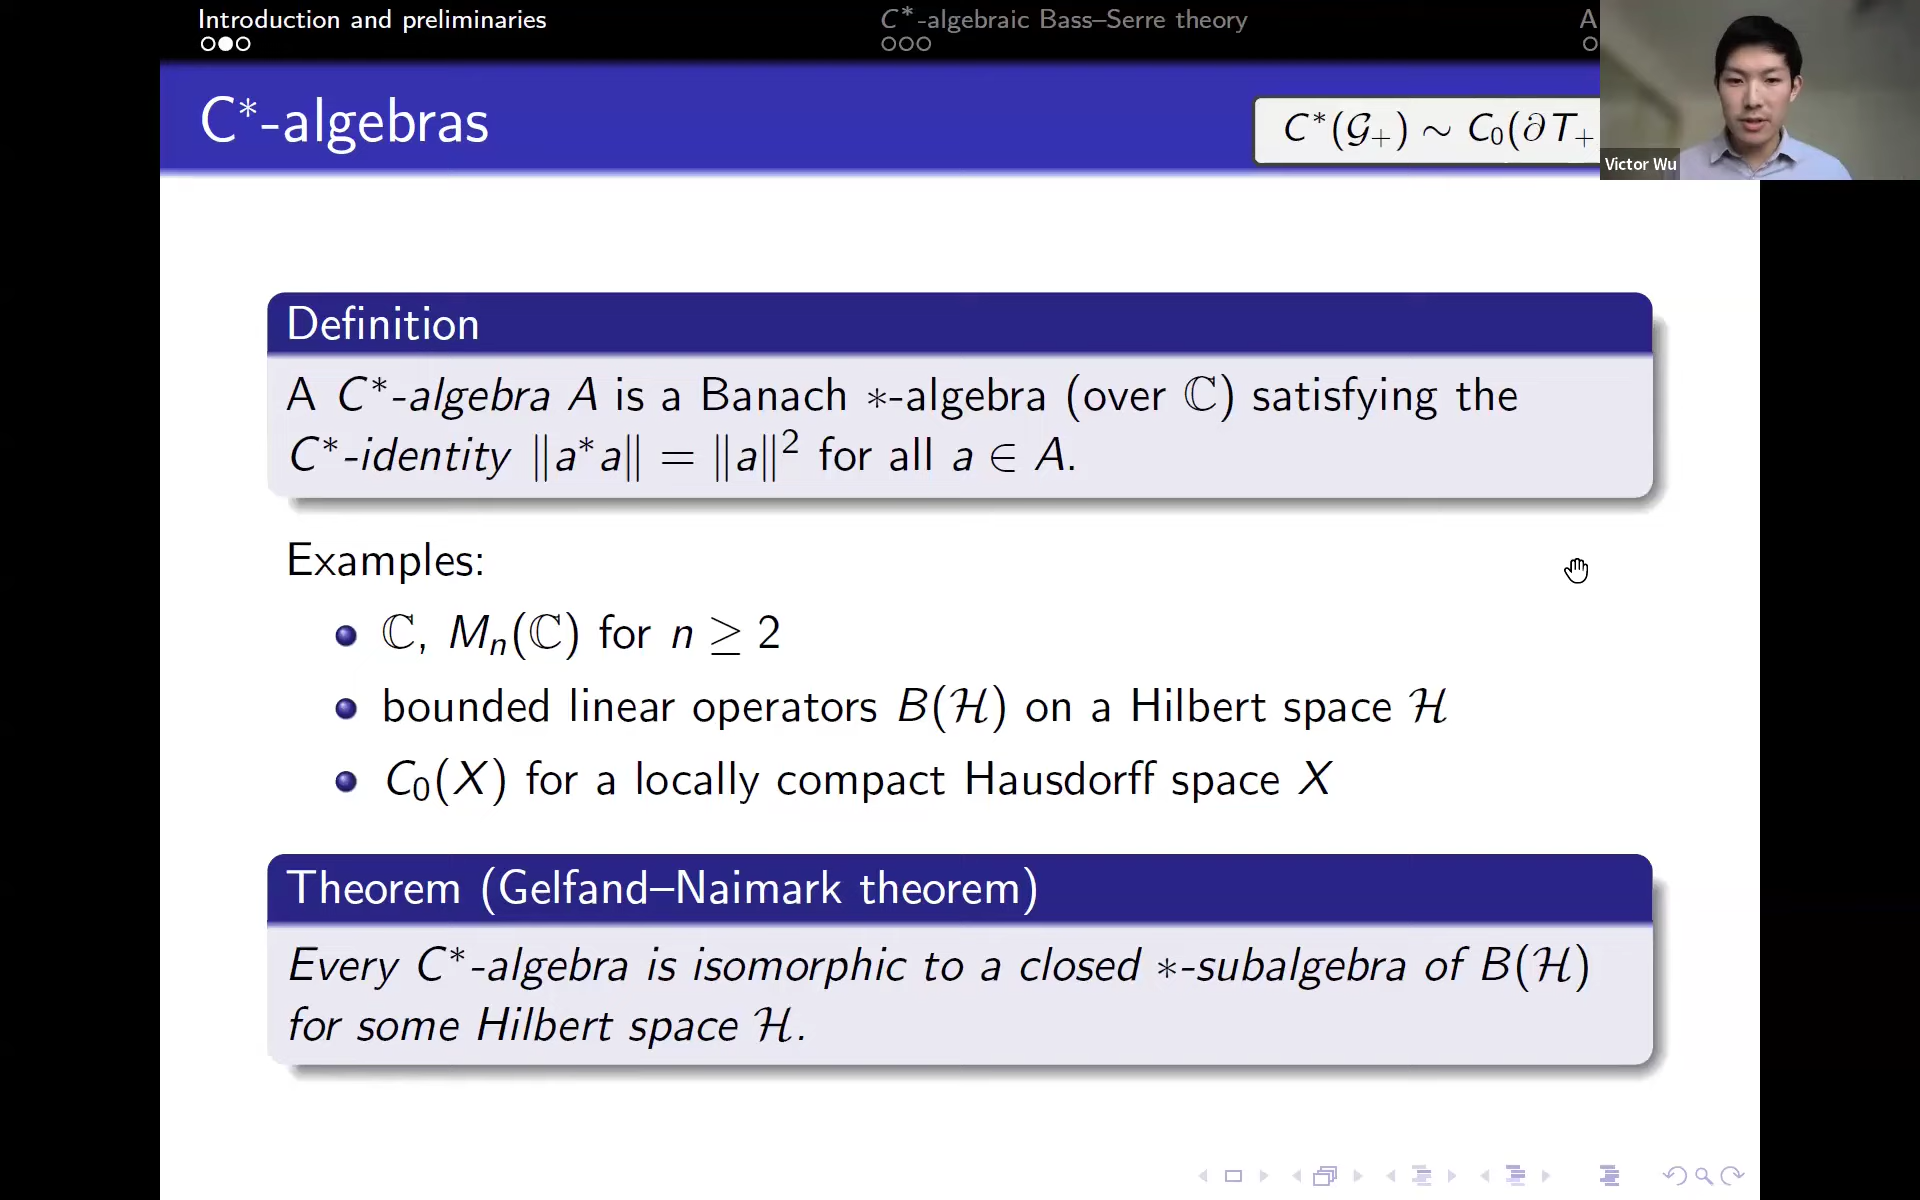 Introduction and preliminaries
C*-algebraic Bass–Serre theory
A
C*-algebras
C*(𝒢₊) ∼ C₀(∂T₊
Victor Wu
Definition
A C*-algebra A is a Banach ∗-algebra (over ℂ) satisfying the
C*-identity ‖a*a‖ = ‖a‖² for all a ∈ A.
Examples:
ℂ, Mₙ(ℂ) for n ≥ 2
bounded linear operators B(ℋ) on a Hilbert space ℋ
C₀(X) for a locally compact Hausdorff space X
Theorem (Gelfand–Naimark theorem)
Every C*-algebra is isomorphic to a closed ∗-subalgebra of B(ℋ)
for some Hilbert space ℋ.